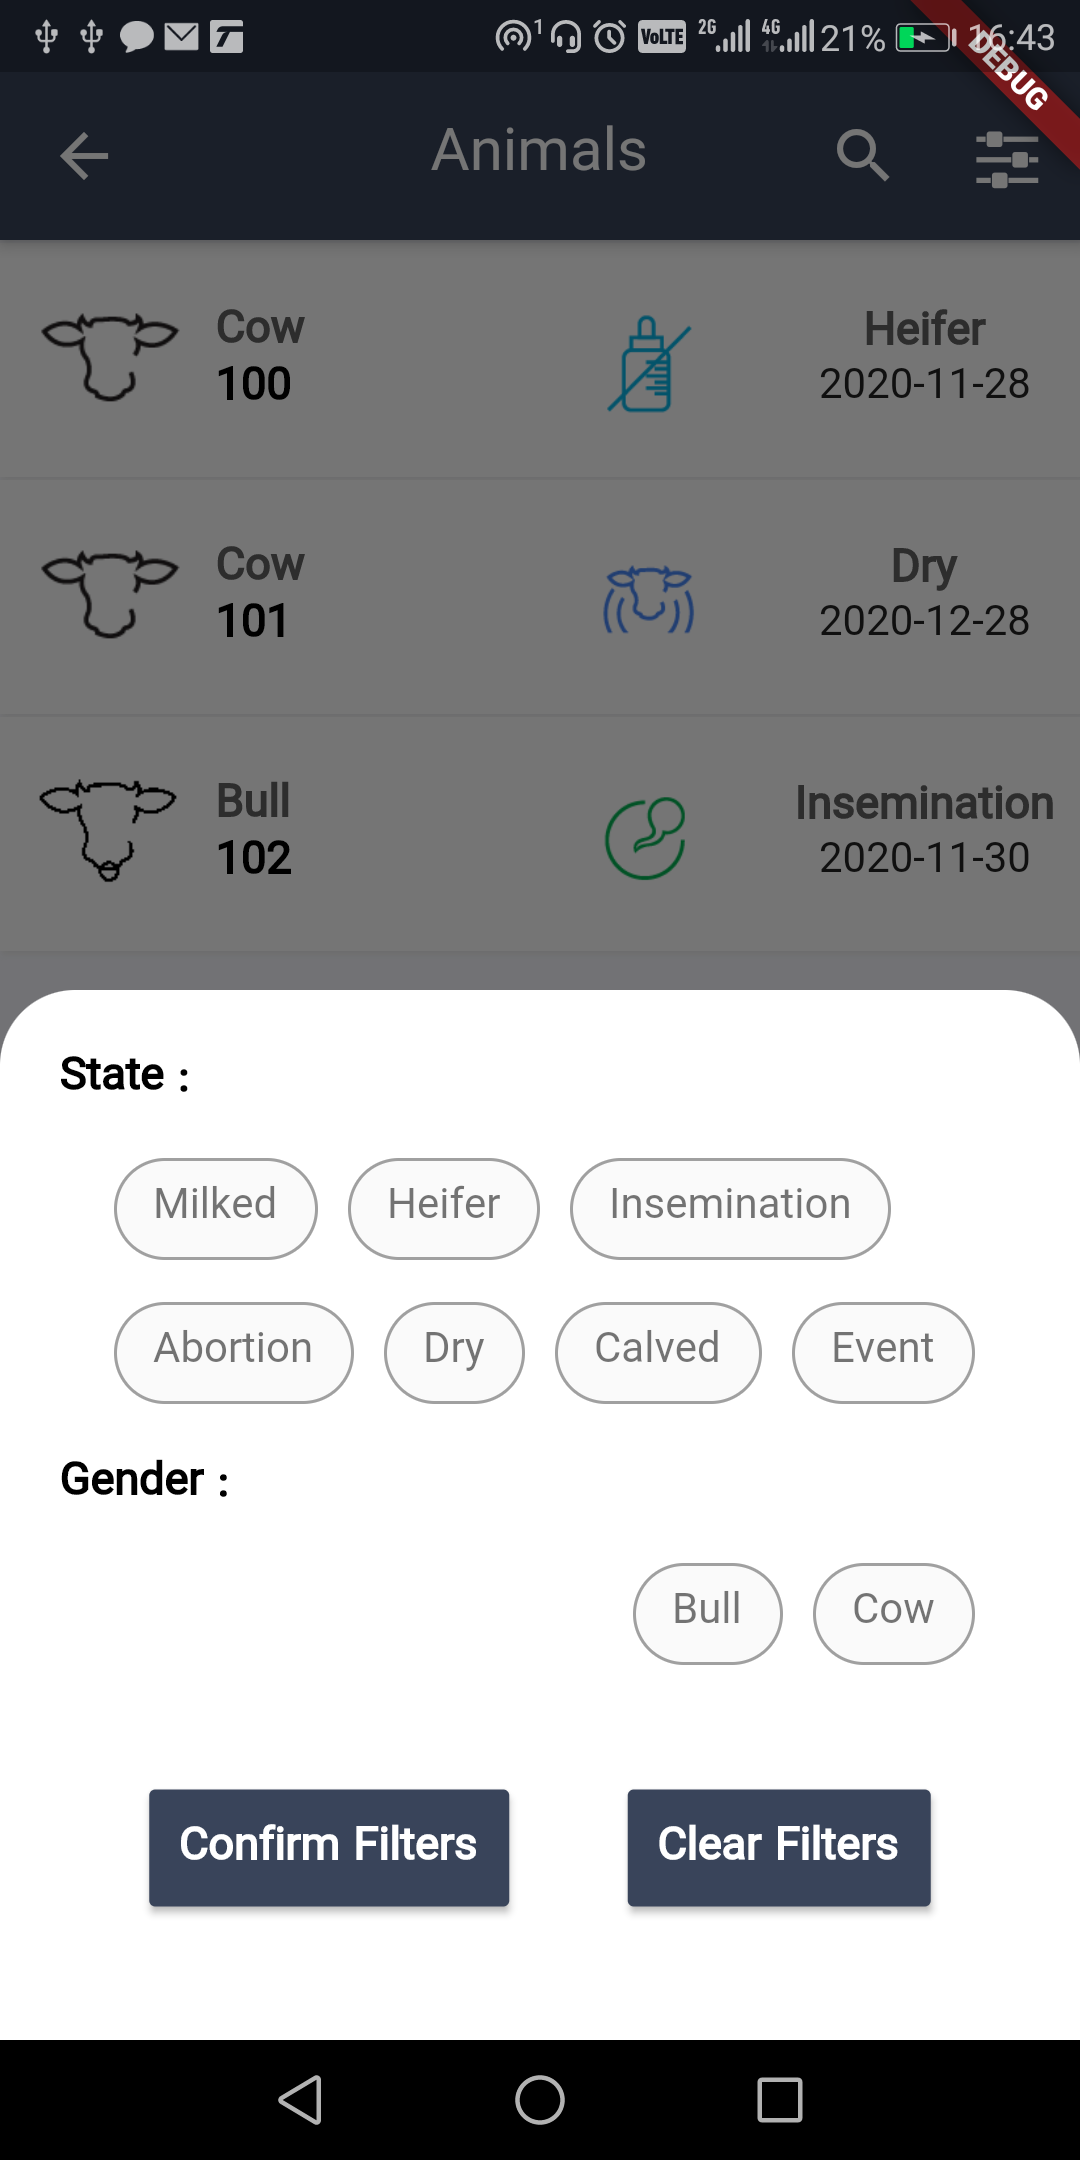 1 VoLTE 2G 4G 21% 16:43
DEBUG
Animals
Cow Heifer
100 2020-11-28
Cow Dry
101 2020-12-28
Bull Insemination
102 2020-11-30
State :
Milked Heifer Insemination
Abortion Dry Calved Event
Gender :
Bull Cow
Confirm Filters Clear Filters